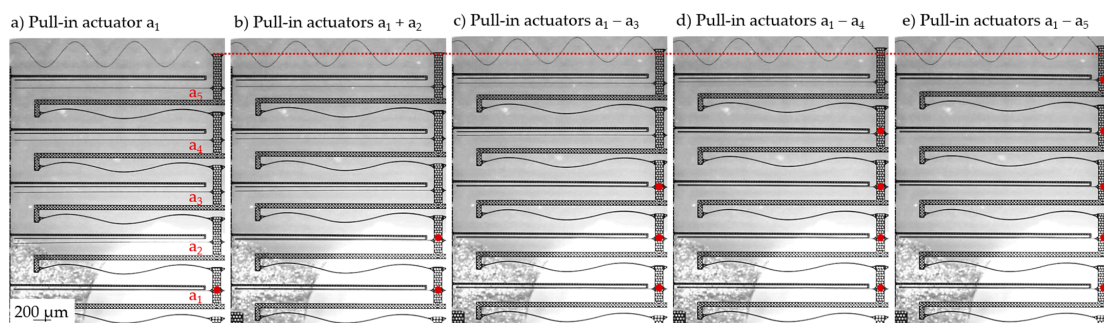 a) Pull-in actuator a₁
b) Pull-in actuators a₁ + a₂
c) Pull-in actuators a₁ – a₃
d) Pull-in actuators a₁ – a₄
e) Pull-in actuators a₁ – a₅
a₅
a₄
a₃
a₂
a₁
200 µm